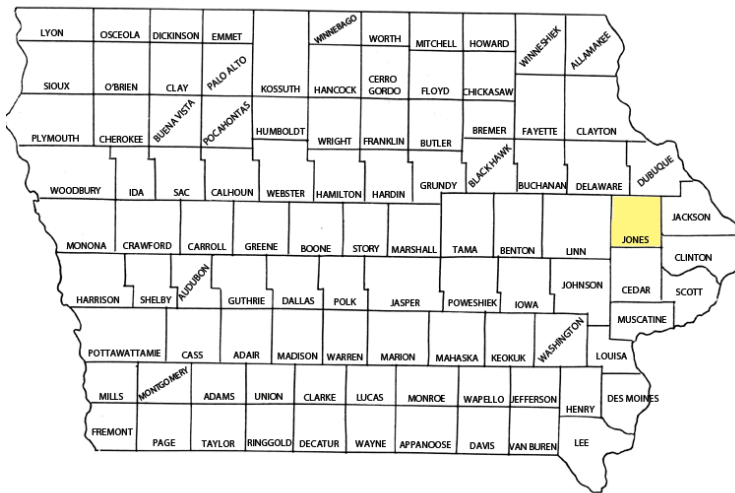 LYON OSCEOLA DICKINSON EMMET WINNEBAGO WORTH MITCHELL HOWARD WINNESHIEK ALLAMAKEE
SIOUX O'BRIEN CLAY PALO ALTO KOSSUTH HANCOCK CERRO GORDO FLOYD CHICKASAW
PLYMOUTH CHEROKEE BUENA VISTA POCAHONTAS HUMBOLDT WRIGHT FRANKLIN BUTLER BREMER FAYETTE CLAYTON
WOODBURY IDA SAC CALHOUN WEBSTER HAMILTON HARDIN GRUNDY BLACK HAWK BUCHANAN DELAWARE DUBUQUE
MONONA CRAWFORD CARROLL GREENE BOONE STORY MARSHALL TAMA BENTON LINN JONES JACKSON
CLINTON
HARRISON SHELBY AUDUBON GUTHRIE DALLAS POLK JASPER POWESHIEK IOWA JOHNSON CEDAR SCOTT
MUSCATINE
POTTAWATTAMIE CASS ADAIR MADISON WARREN MARION MAHASKA KEOKUK WASHINGTON LOUISA
MILLS MONTGOMERY ADAMS UNION CLARKE LUCAS MONROE WAPELLO JEFFERSON HENRY DES MOINES
FREMONT PAGE TAYLOR RINGGOLD DECATUR WAYNE APPANOOSE DAVIS VAN BUREN LEE